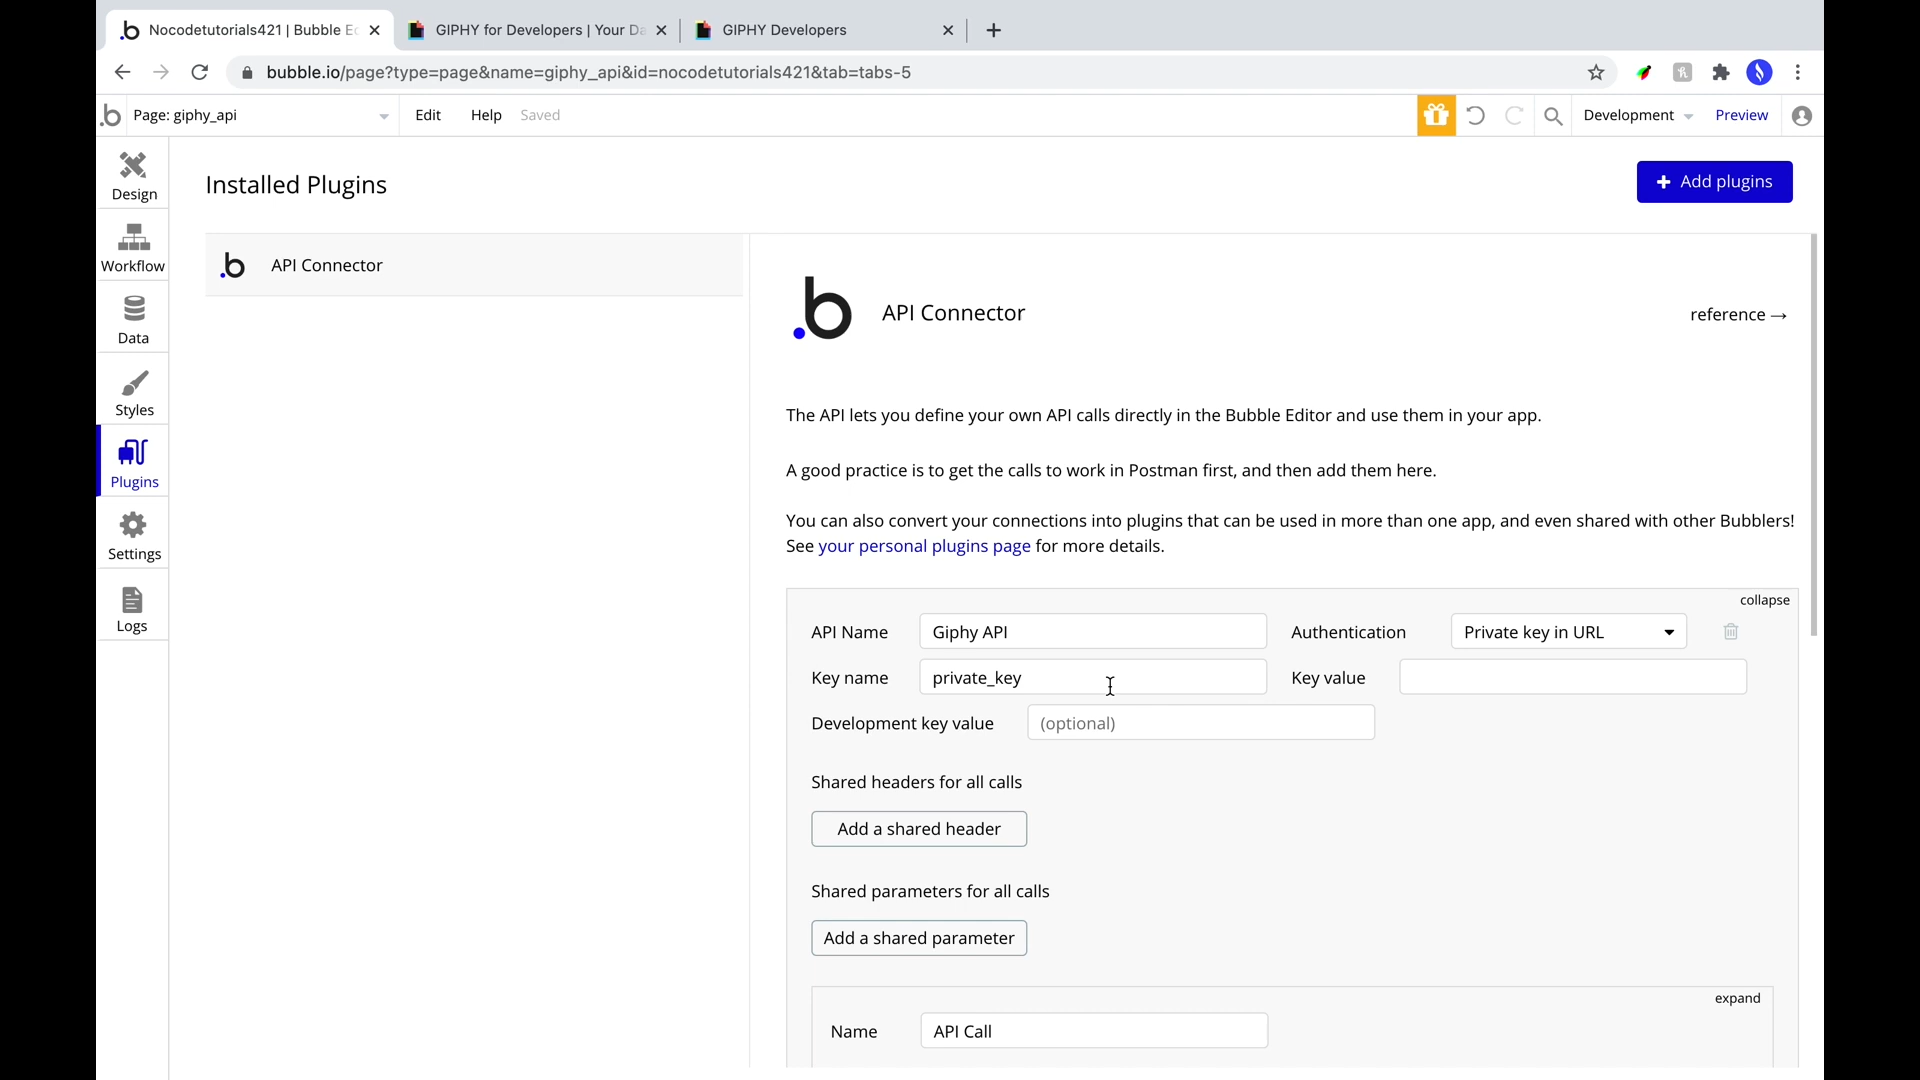 Nocodetutorials421 | Bubble Ec
GIPHY for Developers | Your Da
GIPHY Developers
bubble.io/page?type=page&name=giphy_api&id=nocodetutorials421&tab=tabs-5
Page: giphy_api
Edit
Help
Saved
Development
Preview
Design
Workflow
Data
Styles
Plugins
Settings
Logs
Installed Plugins
Add plugins
API Connector
API Connector
reference →
The API lets you define your own API calls directly in the Bubble Editor and use them in your app.
A good practice is to get the calls to work in Postman first, and then add them here.
You can also convert your connections into plugins that can be used in more than one app, and even shared with other Bubblers!
See your personal plugins page for more details.
collapse
API Name
Giphy API
Authentication
Private key in URL
Key name
private_key
Key value
Development key value
(optional)
Shared headers for all calls
Add a shared header
Shared parameters for all calls
Add a shared parameter
expand
Name
API Call